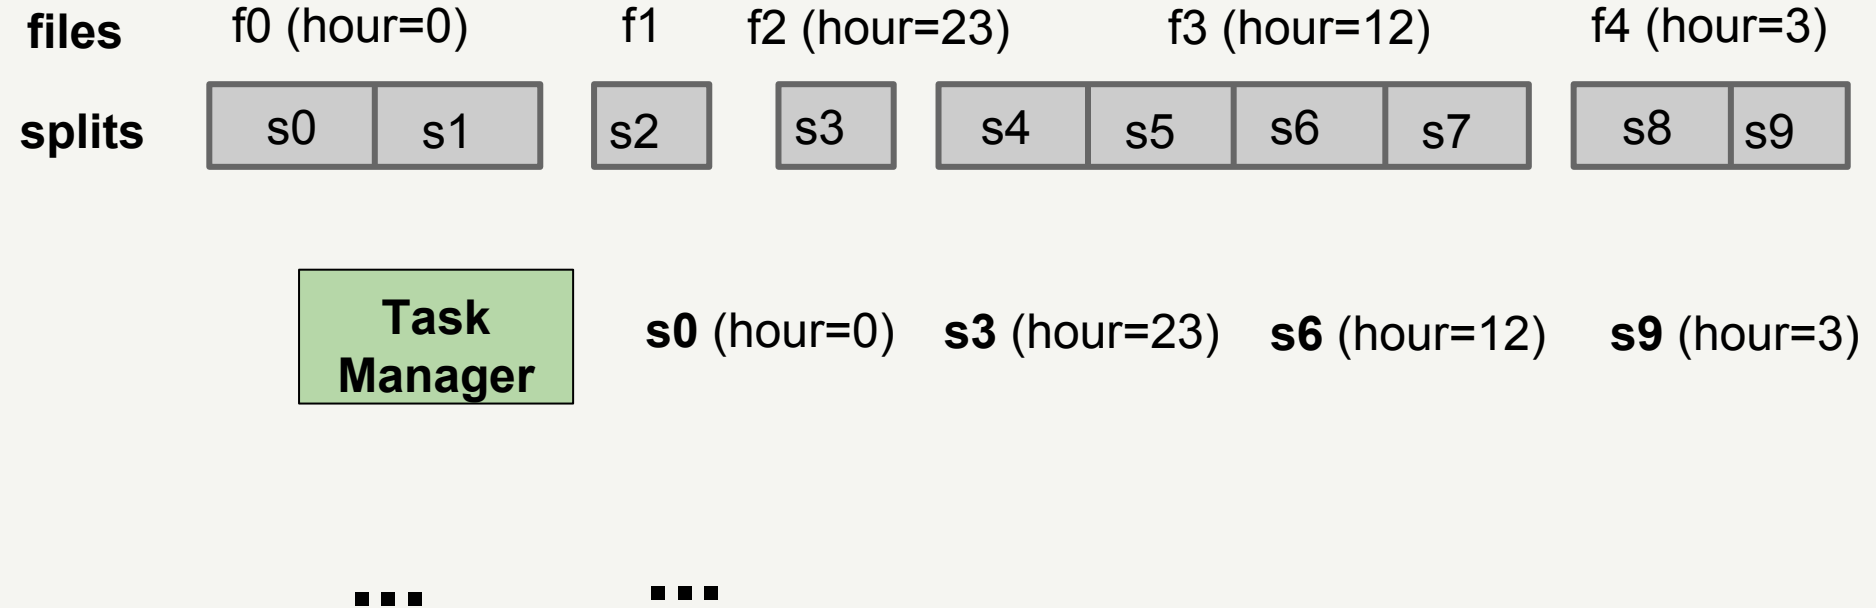 files f0 (hour=0) f1 f2 (hour=23) f3 (hour=12) f4 (hour=3)
splits s0 s1 s2 s3 s4 s5 s6 s7 s8 s9
Task
Manager
s0 (hour=0) s3 (hour=23) s6 (hour=12) s9 (hour=3)
... ...